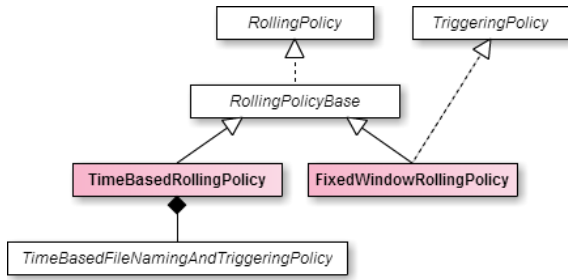 RollingPolicy
TriggeringPolicy
RollingPolicyBase
TimeBasedRollingPolicy
FixedWindowRollingPolicy
TimeBasedFileNamingAndTriggeringPolicy